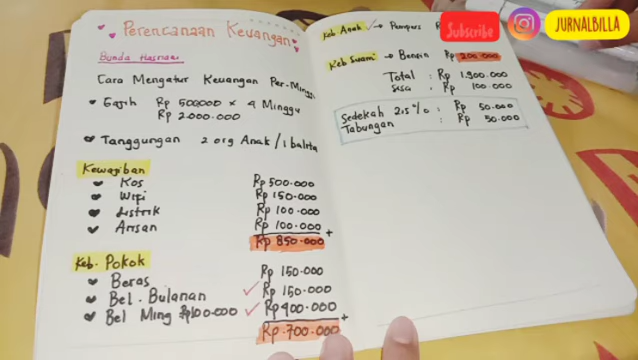 Perencanaan Keuangan
Bunda Hasnaw
Cara Mengatur Keuangan Per-Minggu
Gajih Rp 500.000 x 4 Minggu
Rp 2.000.000
Tanggungan 2 org Anak / 1 balita
Kewajiban
Kos Rp 500.000
Wifi Rp 150.000
Listrik Rp 100.000
Arisan Rp 100.000 +
Rp 850.000
Keb. Pokok
Beras Rp 150.000
Bel. Bulanan Rp 150.000
Bel Ming Rp100.000 Rp 400.000 +
Rp.700.000
Keb Anak → Pampers
Keb Suami → Bensin Rp 200.000
Total : Rp 1.900.000
Sisa : Rp 100.000
Sedekah 2,5% : Rp 50.000
Tabungan : Rp 50.000
Subscribe
JURNALBILLA